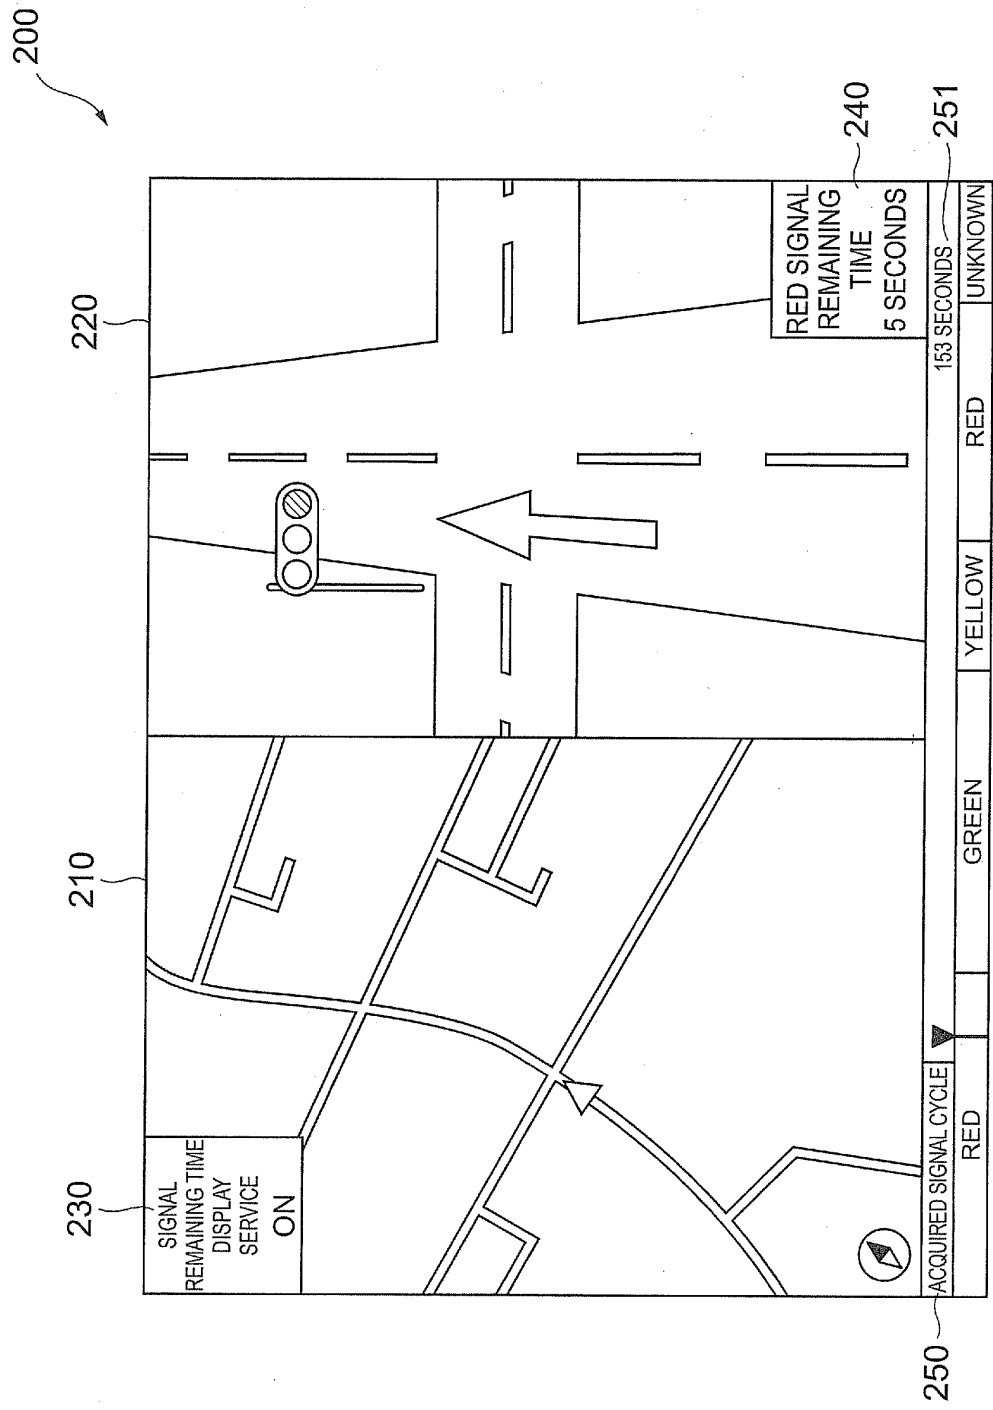 200
210
220
230
SIGNAL
REMAINING TIME
DISPLAY
SERVICE
ON
RED SIGNAL
REMAINING
TIME
5 SECONDS
240
250
ACQUIRED SIGNAL CYCLE
153 SECONDS
251
RED
GREEN
YELLOW
RED
UNKNOWN